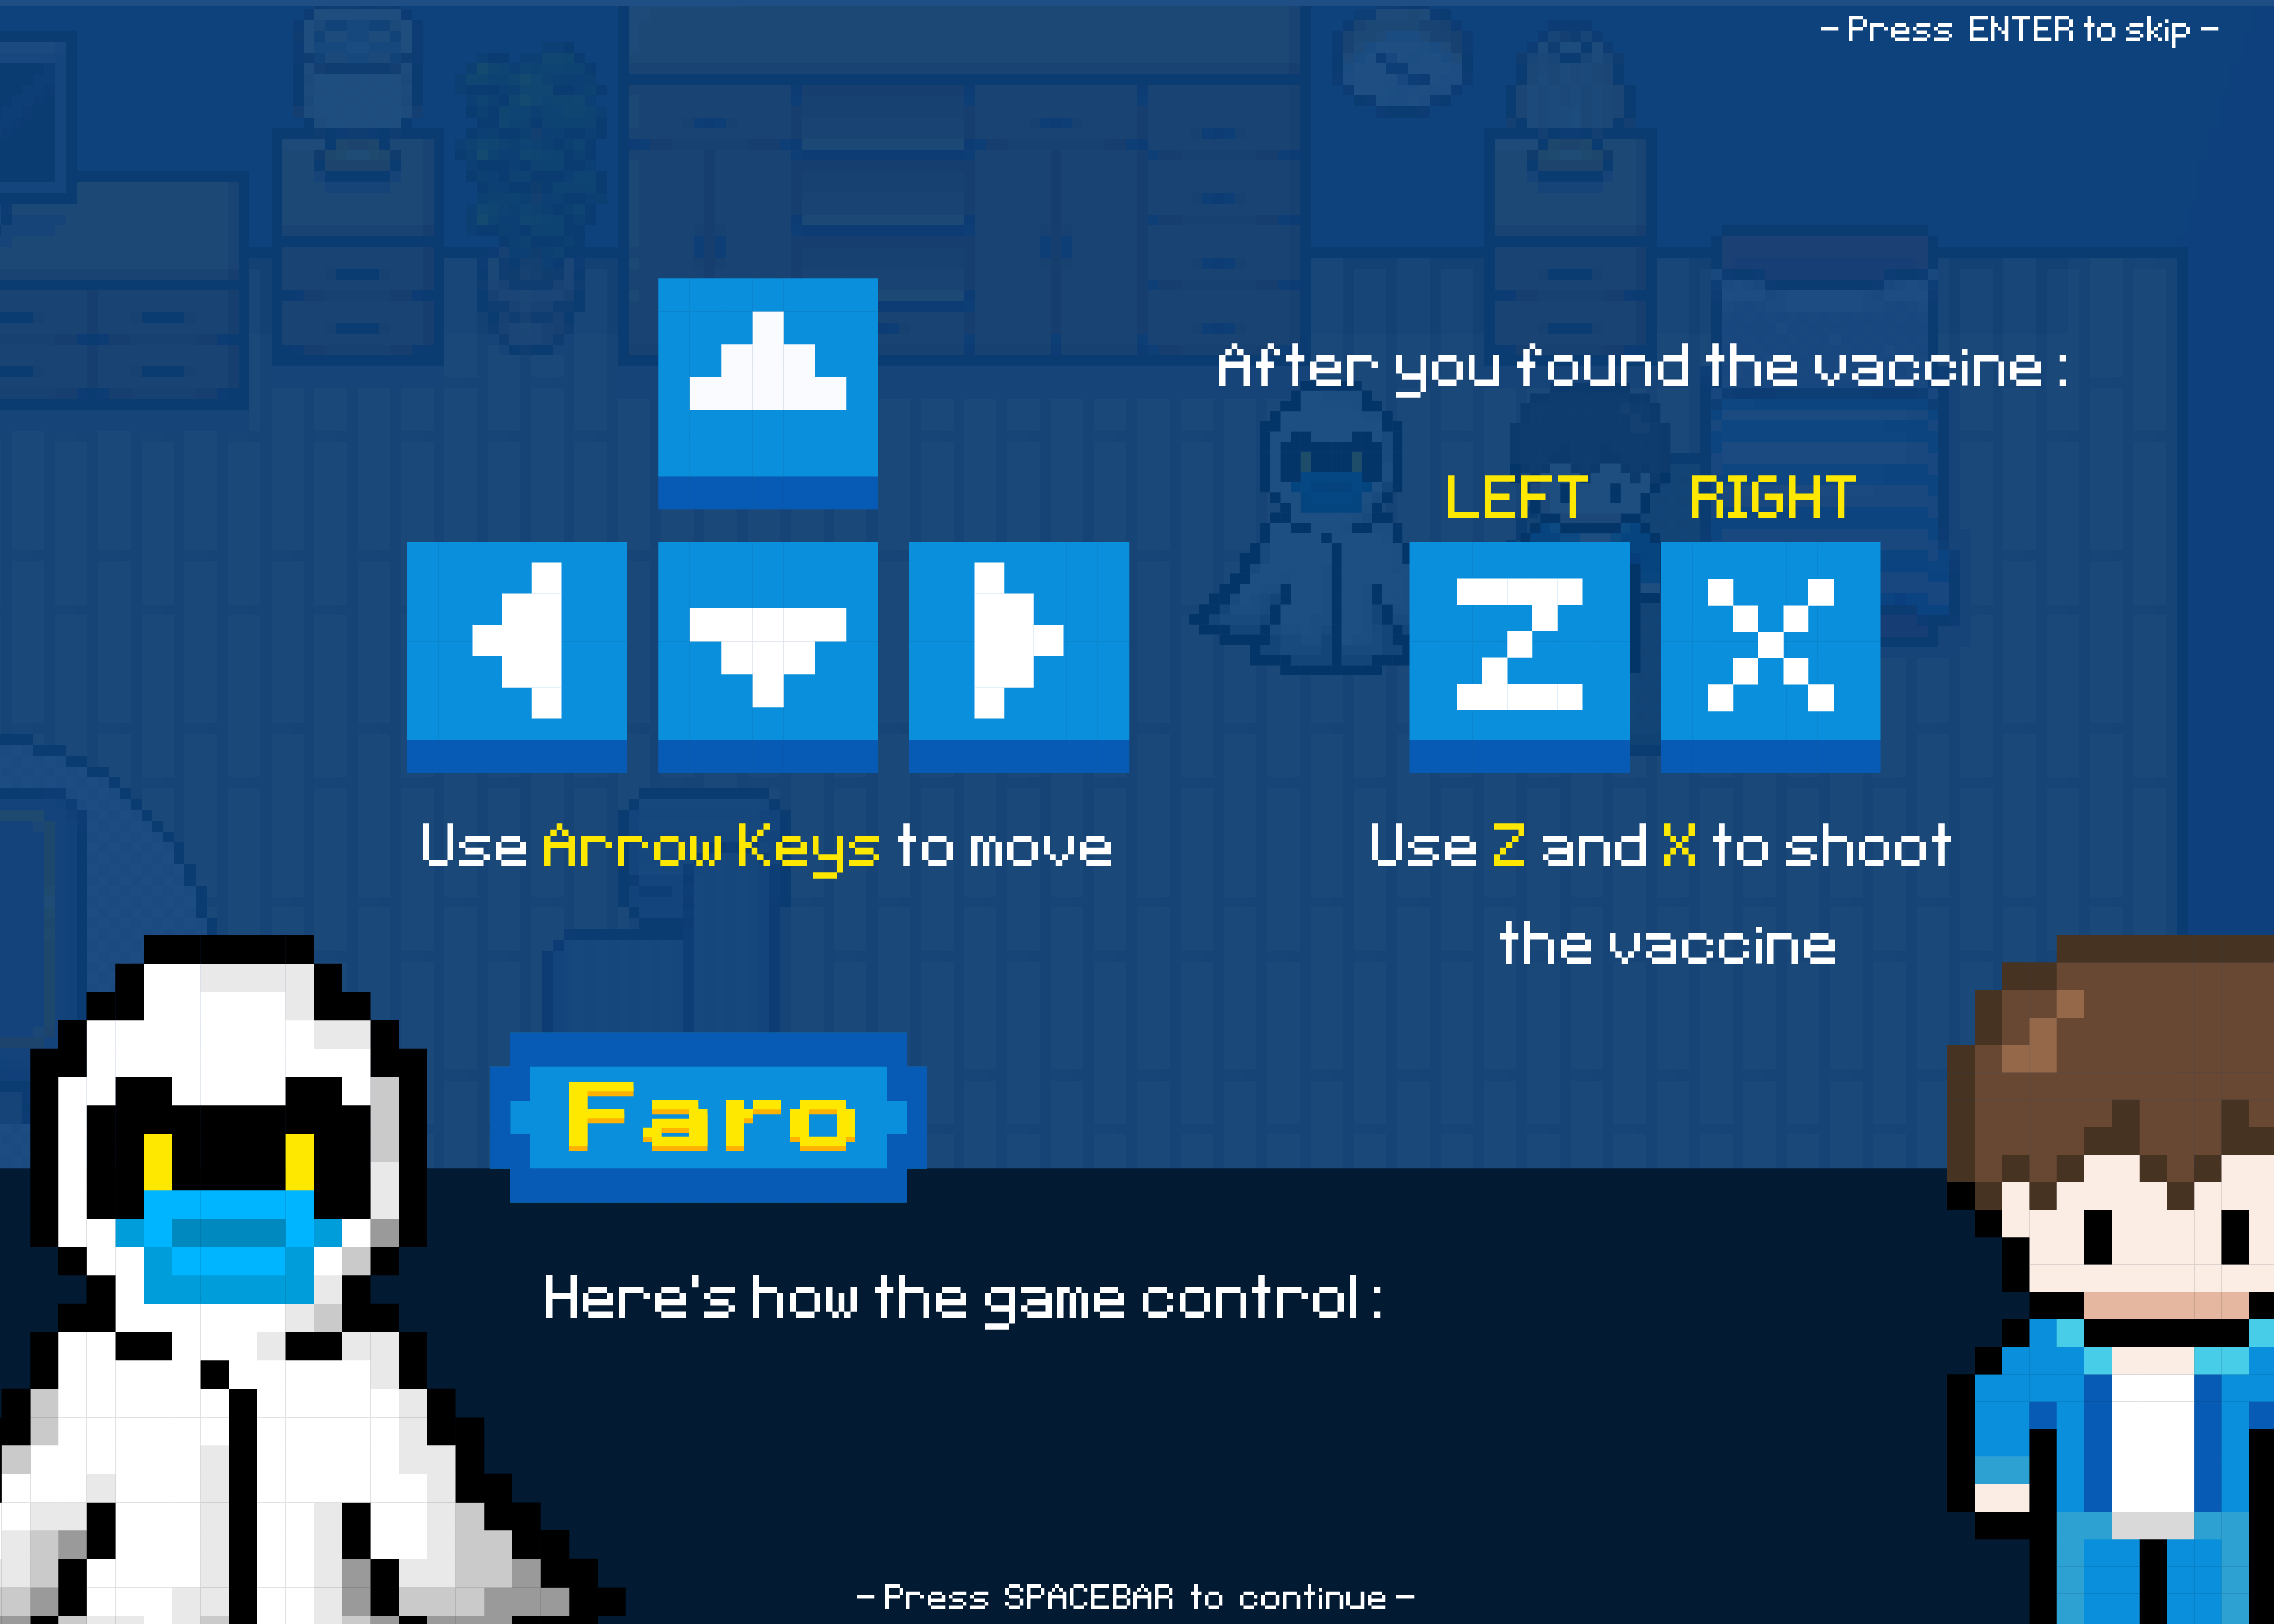 - Press ENTER to skip -
After you found the vaccine :
LEFT RIGHT
Z X
Use Arrow Keys to move
Use Z and X to shoot
the vaccine
Faro
Here's how the game control :
- Press SPACEBAR to continue -